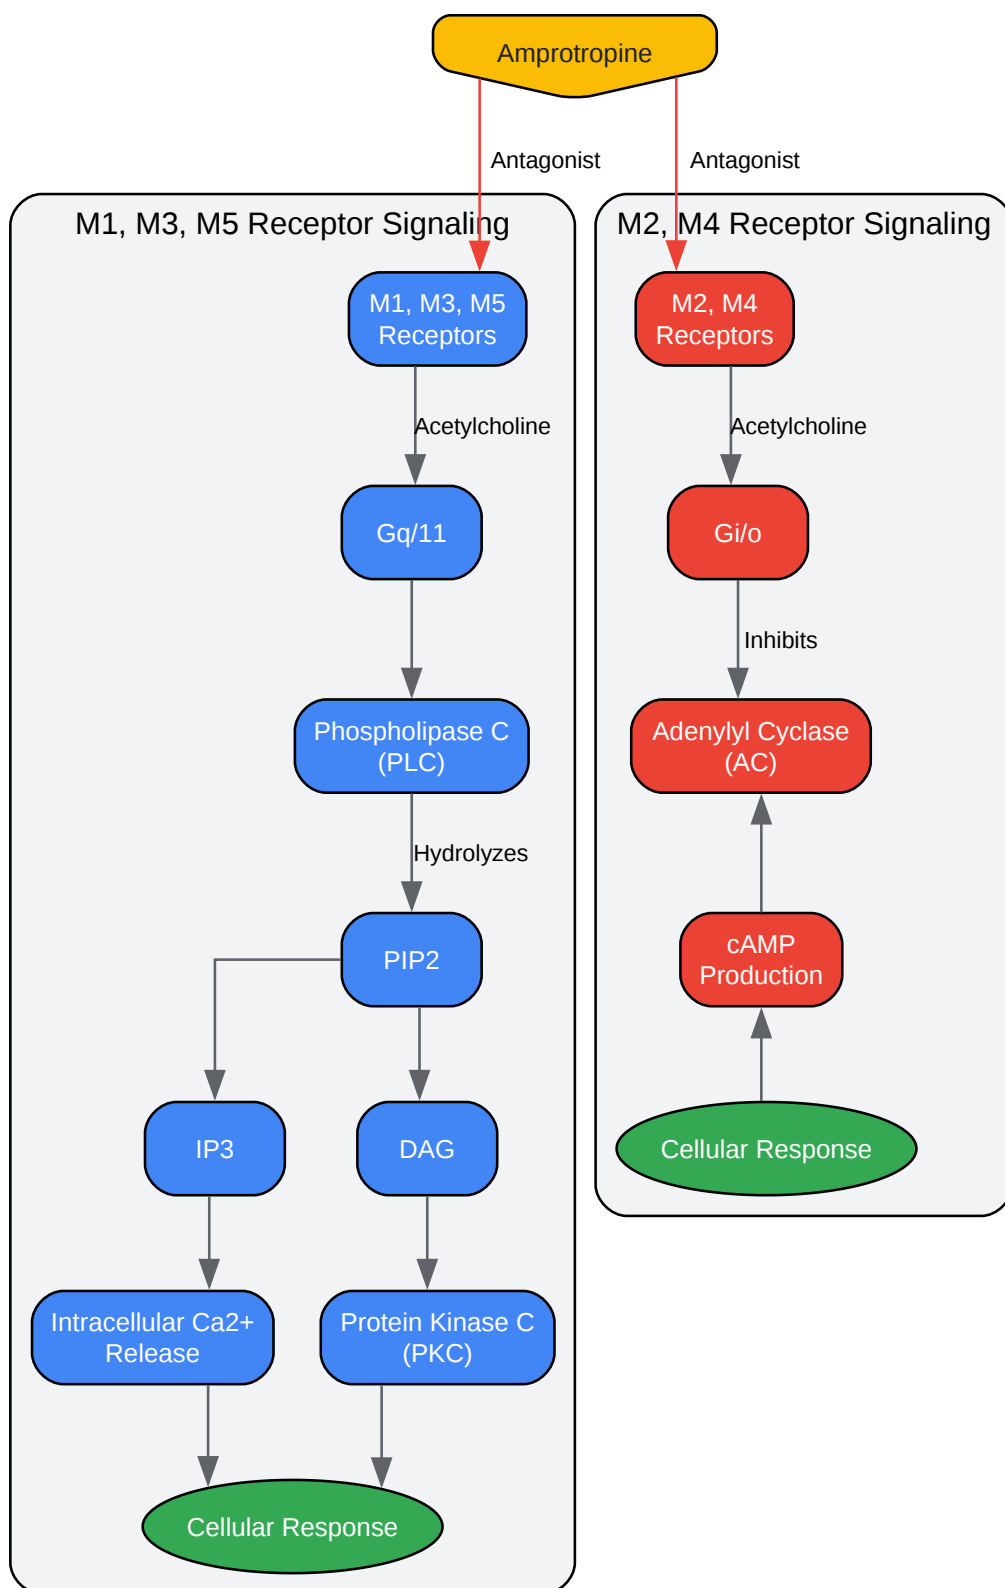 Amprotropine
Antagonist
Antagonist
M1, M3, M5 Receptor Signaling
M1, M3, M5
Receptors
Acetylcholine
Gq/11
Phospholipase C
(PLC)
Hydrolyzes
PIP2
IP3
DAG
Intracellular Ca2+
Release
Protein Kinase C
(PKC)
Cellular Response
M2, M4 Receptor Signaling
M2, M4
Receptors
Acetylcholine
Gi/o
Inhibits
Adenylyl Cyclase
(AC)
cAMP
Production
Cellular Response